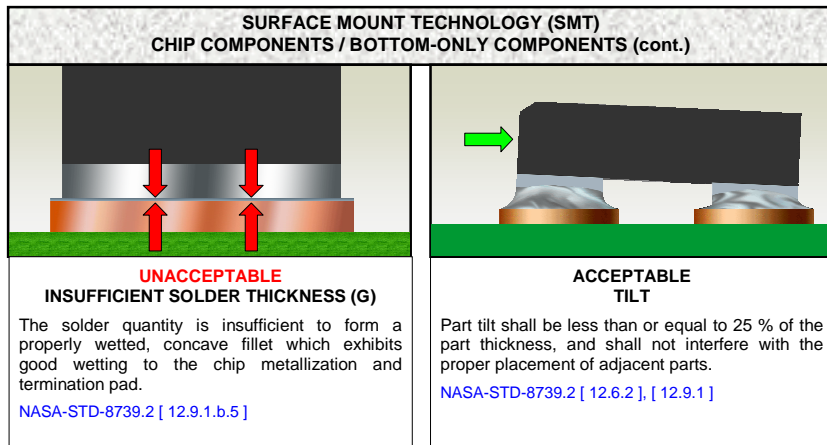 SURFACE MOUNT TECHNOLOGY (SMT)
CHIP COMPONENTS / BOTTOM-ONLY COMPONENTS (cont.)
UNACCEPTABLE
INSUFFICIENT SOLDER THICKNESS (G)
The solder quantity is insufficient to form a
properly wetted, concave fillet which exhibits
good wetting to the chip metallization and
termination pad.
NASA-STD-8739.2 [ 12.9.1.b.5 ]
ACCEPTABLE
TILT
Part tilt shall be less than or equal to 25 % of the
part thickness, and shall not interfere with the
proper placement of adjacent parts.
NASA-STD-8739.2 [ 12.6.2 ], [ 12.9.1 ]